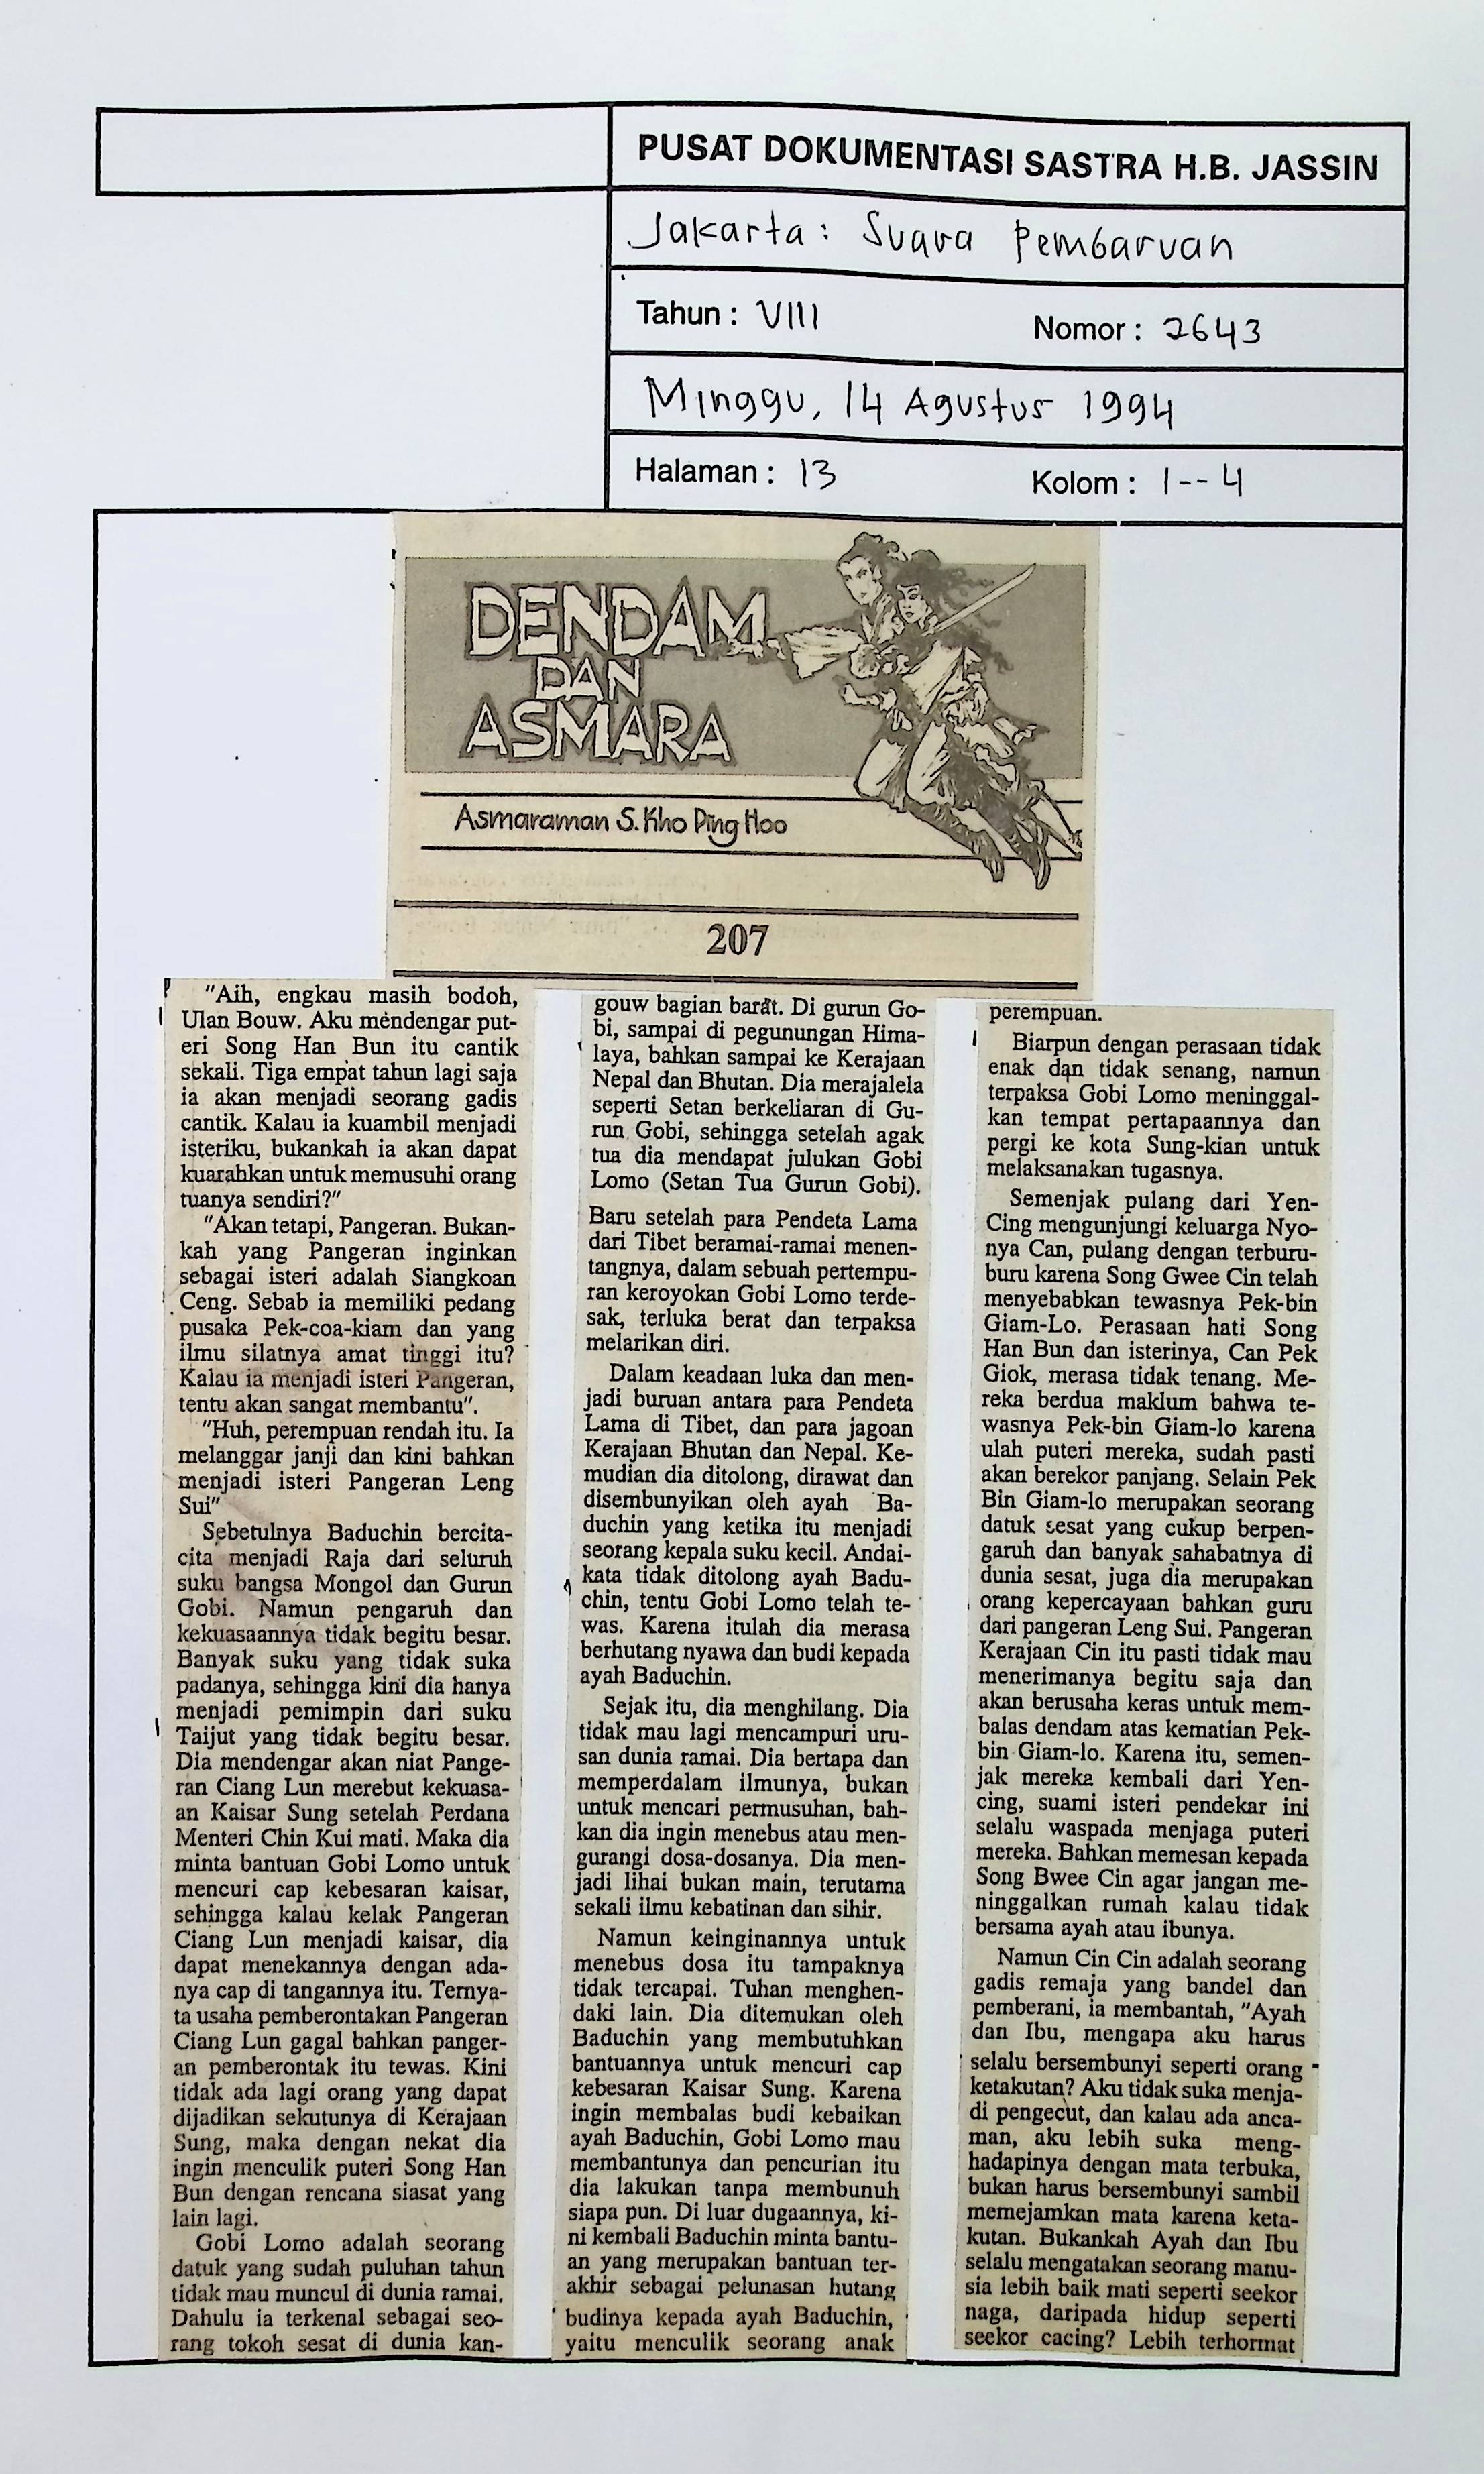 PUSAT DOKUMENTASI SASTRA H.B. JASSIN
Jakarta: Suara Pembaruan
Tahun : VIII Nomor : 2643
Minggu, 14 Agustus 1994
Halaman : 13 Kolom : 1--4
DENDAM
DAN
ASMARA
Asmaraman S. Kho Ping Hoo
207
"Aih, engkau masih bodoh,
Ulan Bouw. Aku mendengar put-
eri Song Han Bun itu cantik
sekali. Tiga empat tahun lagi saja
ia akan menjadi seorang gadis
cantik. Kalau ia kuambil menjadi
isteriku, bukankah ia akan dapat
kuarahkan untuk memusuhi orang
tuanya sendiri?"
"Akan tetapi, Pangeran. Bukan-
kah yang Pangeran inginkan
sebagai isteri adalah Siangkoan
Ceng. Sebab ia memiliki pedang
pusaka Pek-coa-kiam dan yang
ilmu silatnya amat tinggi itu?
Kalau ia menjadi isteri Pangeran,
tentu akan sangat membantu".
"Huh, perempuan rendah itu. Ia
melanggar janji dan kini bahkan
menjadi isteri Pangeran Leng
Sui"
Sebetulnya Baduchin bercita-
cita menjadi Raja dari seluruh
suku bangsa Mongol dan Gurun
Gobi. Namun pengaruh dan
kekuasaannya tidak begitu besar.
Banyak suku yang tidak suka
padanya, sehingga kini dia hanya
menjadi pemimpin dari suku
Taijut yang tidak begitu besar.
Dia mendengar akan niat Pange-
ran Ciang Lun merebut kekuasa-
an Kaisar Sung setelah Perdana
Menteri Chin Kui mati. Maka dia
minta bantuan Gobi Lomo untuk
mencuri cap kebesaran kaisar,
sehingga kalau kelak Pangeran
Ciang Lun menjadi kaisar, dia
dapat menekannya dengan ada-
nya cap di tangannya itu. Ternya-
ta usaha pemberontakan Pangeran
Ciang Lun gagal bahkan panger-
an pemberontak itu tewas. Kini
tidak ada lagi orang yang dapat
dijadikan sekutunya di Kerajaan
Sung, maka dengan nekat dia
ingin menculik puteri Song Han
Bun dengan rencana siasat yang
lain lagi.
Gobi Lomo adalah seorang
datuk yang sudah puluhan tahun
tidak mau muncul di dunia ramai.
Dahulu ia terkenal sebagai seo-
rang tokoh sesat di dunia kan-
gouw bagian barat. Di gurun Go-
bi, sampai di pegunungan Hima-
laya, bahkan sampai ke Kerajaan
Nepal dan Bhutan. Dia merajalela
seperti Setan berkeliaran di Gu-
run Gobi, sehingga setelah agak
tua dia mendapat julukan Gobi
Lomo (Setan Tua Gurun Gobi).
Baru setelah para Pendeta Lama
dari Tibet beramai-ramai menen-
tangnya, dalam sebuah pertempu-
ran keroyokan Gobi Lomo terde-
sak, terluka berat dan terpaksa
melarikan diri.
Dalam keadaan luka dan men-
jadi buruan antara para Pendeta
Lama di Tibet, dan para jagoan
Kerajaan Bhutan dan Nepal. Ke-
mudian dia ditolong, dirawat dan
disembunyikan oleh ayah Ba-
duchin yang ketika itu menjadi
seorang kepala suku kecil. Andai-
kata tidak ditolong ayah Badu-
chin, tentu Gobi Lomo telah te-
was. Karena itulah dia merasa
berhutang nyawa dan budi kepada
ayah Baduchin.
Sejak itu, dia menghilang. Dia
tidak mau lagi mencampuri uru-
san dunia ramai. Dia bertapa dan
memperdalam ilmunya, bukan
untuk mencari permusuhan, bah-
kan dia ingin menebus atau men-
gurangi dosa-dosanya. Dia men-
jadi lihai bukan main, terutama
sekali ilmu kebatinan dan sihir.
Namun keinginannya untuk
menebus dosa itu tampaknya
tidak tercapai. Tuhan menghen-
daki lain. Dia ditemukan oleh
Baduchin yang membutuhkan
bantuannya untuk mencuri cap
kebesaran Kaisar Sung. Karena
ingin membalas budi kebaikan
ayah Baduchin, Gobi Lomo mau
membantunya dan pencurian itu
dia lakukan tanpa membunuh
siapa pun. Di luar dugaannya, ki-
ni kembali Baduchin minta bantu-
an yang merupakan bantuan ter-
akhir sebagai pelunasan hutang
budinya kepada ayah Baduchin,
yaitu menculik seorang anak
perempuan.
Biarpun dengan perasaan tidak
enak dan tidak senang, namun
terpaksa Gobi Lomo meninggal-
kan tempat pertapaannya dan
pergi ke kota Sung-kian untuk
melaksanakan tugasnya.
Semenjak pulang dari Yen-
Cing mengunjungi keluarga Nyo-
nya Can, pulang dengan terburu-
buru karena Song Gwee Cin telah
menyebabkan tewasnya Pek-bin
Giam-Lo. Perasaan hati Song
Han Bun dan isterinya, Can Pek
Giok, merasa tidak tenang. Me-
reka berdua maklum bahwa te-
wasnya Pek-bin Giam-lo karena
ulah puteri mereka, sudah pasti
akan berekor panjang. Selain Pek
Bin Giam-lo merupakan seorang
datuk sesat yang cukup berpen-
garuh dan banyak sahabatnya di
dunia sesat, juga dia merupakan
orang kepercayaan bahkan guru
dari pangeran Leng Sui. Pangeran
Kerajaan Cin itu pasti tidak mau
menerimanya begitu saja dan
akan berusaha keras untuk mem-
balas dendam atas kematian Pek-
bin Giam-lo. Karena itu, semen-
jak mereka kembali dari Yen-
cing, suami isteri pendekar ini
selalu waspada menjaga puteri
mereka. Bahkan memesan kepada
Song Bwee Cin agar jangan me-
ninggalkan rumah kalau tidak
bersama ayah atau ibunya.
Namun Cin Cin adalah seorang
gadis remaja yang bandel dan
pemberani, ia membantah, "Ayah
dan Ibu, mengapa aku harus
selalu bersembunyi seperti orang
ketakutan? Aku tidak suka menja-
di pengecut, dan kalau ada anca-
man, aku lebih suka meng-
hadapinya dengan mata terbuka,
bukan harus bersembunyi sambil
memejamkan mata karena keta-
kutan. Bukankah Ayah dan Ibu
selalu mengatakan seorang manu-
sia lebih baik mati seperti seekor
naga, daripada hidup seperti
seekor cacing? Lebih terhormat